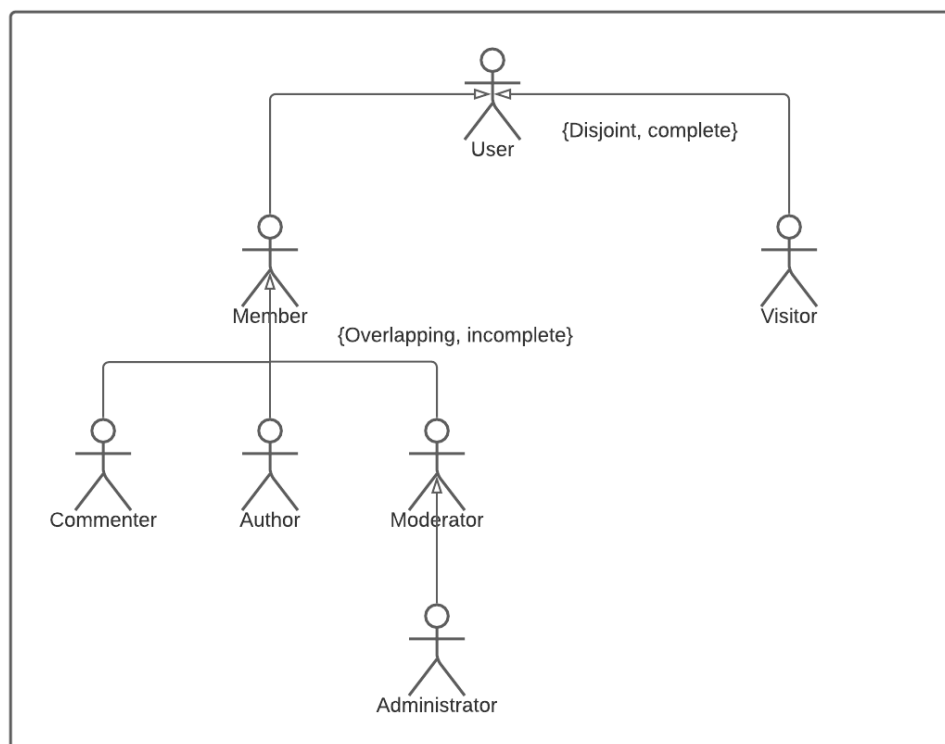 User
{Disjoint, complete}
Member
Visitor
{Overlapping, incomplete}
Commenter
Author
Moderator
Administrator